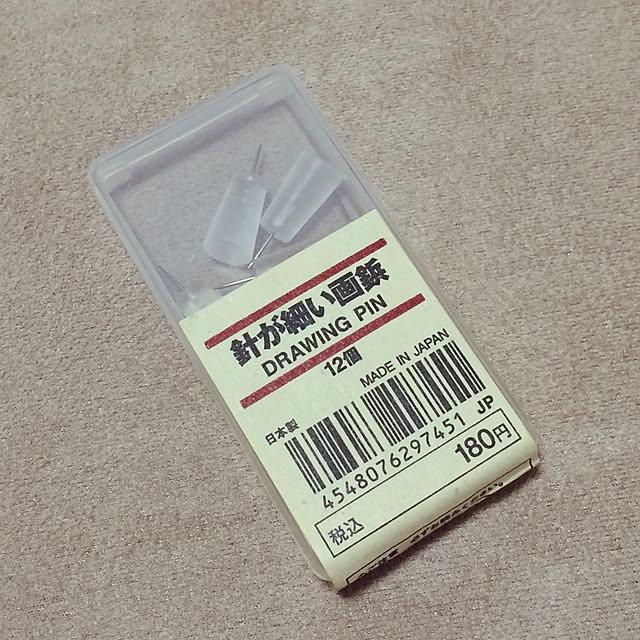 針が細い画鋲
DRAWING PIN
12個
MADE IN JAPAN
日本製
4548076297451 JP
180円
税込